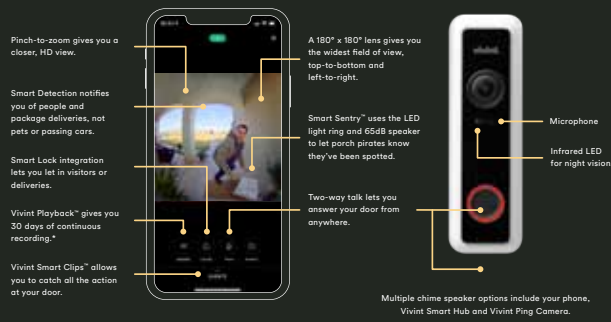 Pinch-to-zoom gives you a
closer, HD view.
Smart Detection notifies
you of people and
package deliveries, not
pets or passing cars.
Smart Lock integration
lets you let in visitors or
deliveries.
Vivint Playback™ gives you
30 days of continuous
recording.*
Vivint Smart Clips™ allows
you to catch all the action
at your door.
A 180° x 180° lens gives you
the widest field of view,
top-to-bottom and
left-to-right.
Smart Sentry™ uses the LED
light ring and 65dB speaker
to let porch pirates know
they've been spotted.
Two-way talk lets you
answer your door from
anywhere.
Microphone
Infrared LED
for night vision
Multiple chime speaker options include your phone,
Vivint Smart Hub and Vivint Ping Camera.